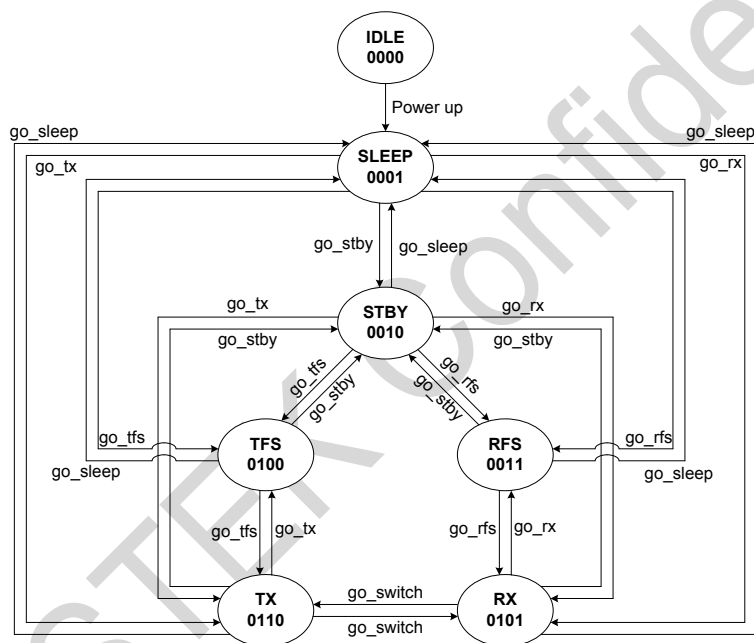 IDLE
0000
Power up
go_sleep
go_sleep
SLEEP
0001
go_tx
go_rx
go_stby
go_sleep
STBY
0010
go_tx
go_rx
go_stby
go_stby
go_tfs
go_stby
go_rfs
go_stby
go_tfs
TFS
0100
RFS
0011
go_rfs
go_sleep
go_sleep
go_tfs
go_tx
go_rfs
go_rx
TX
0110
go_switch
go_switch
RX
0101
STEK Confide